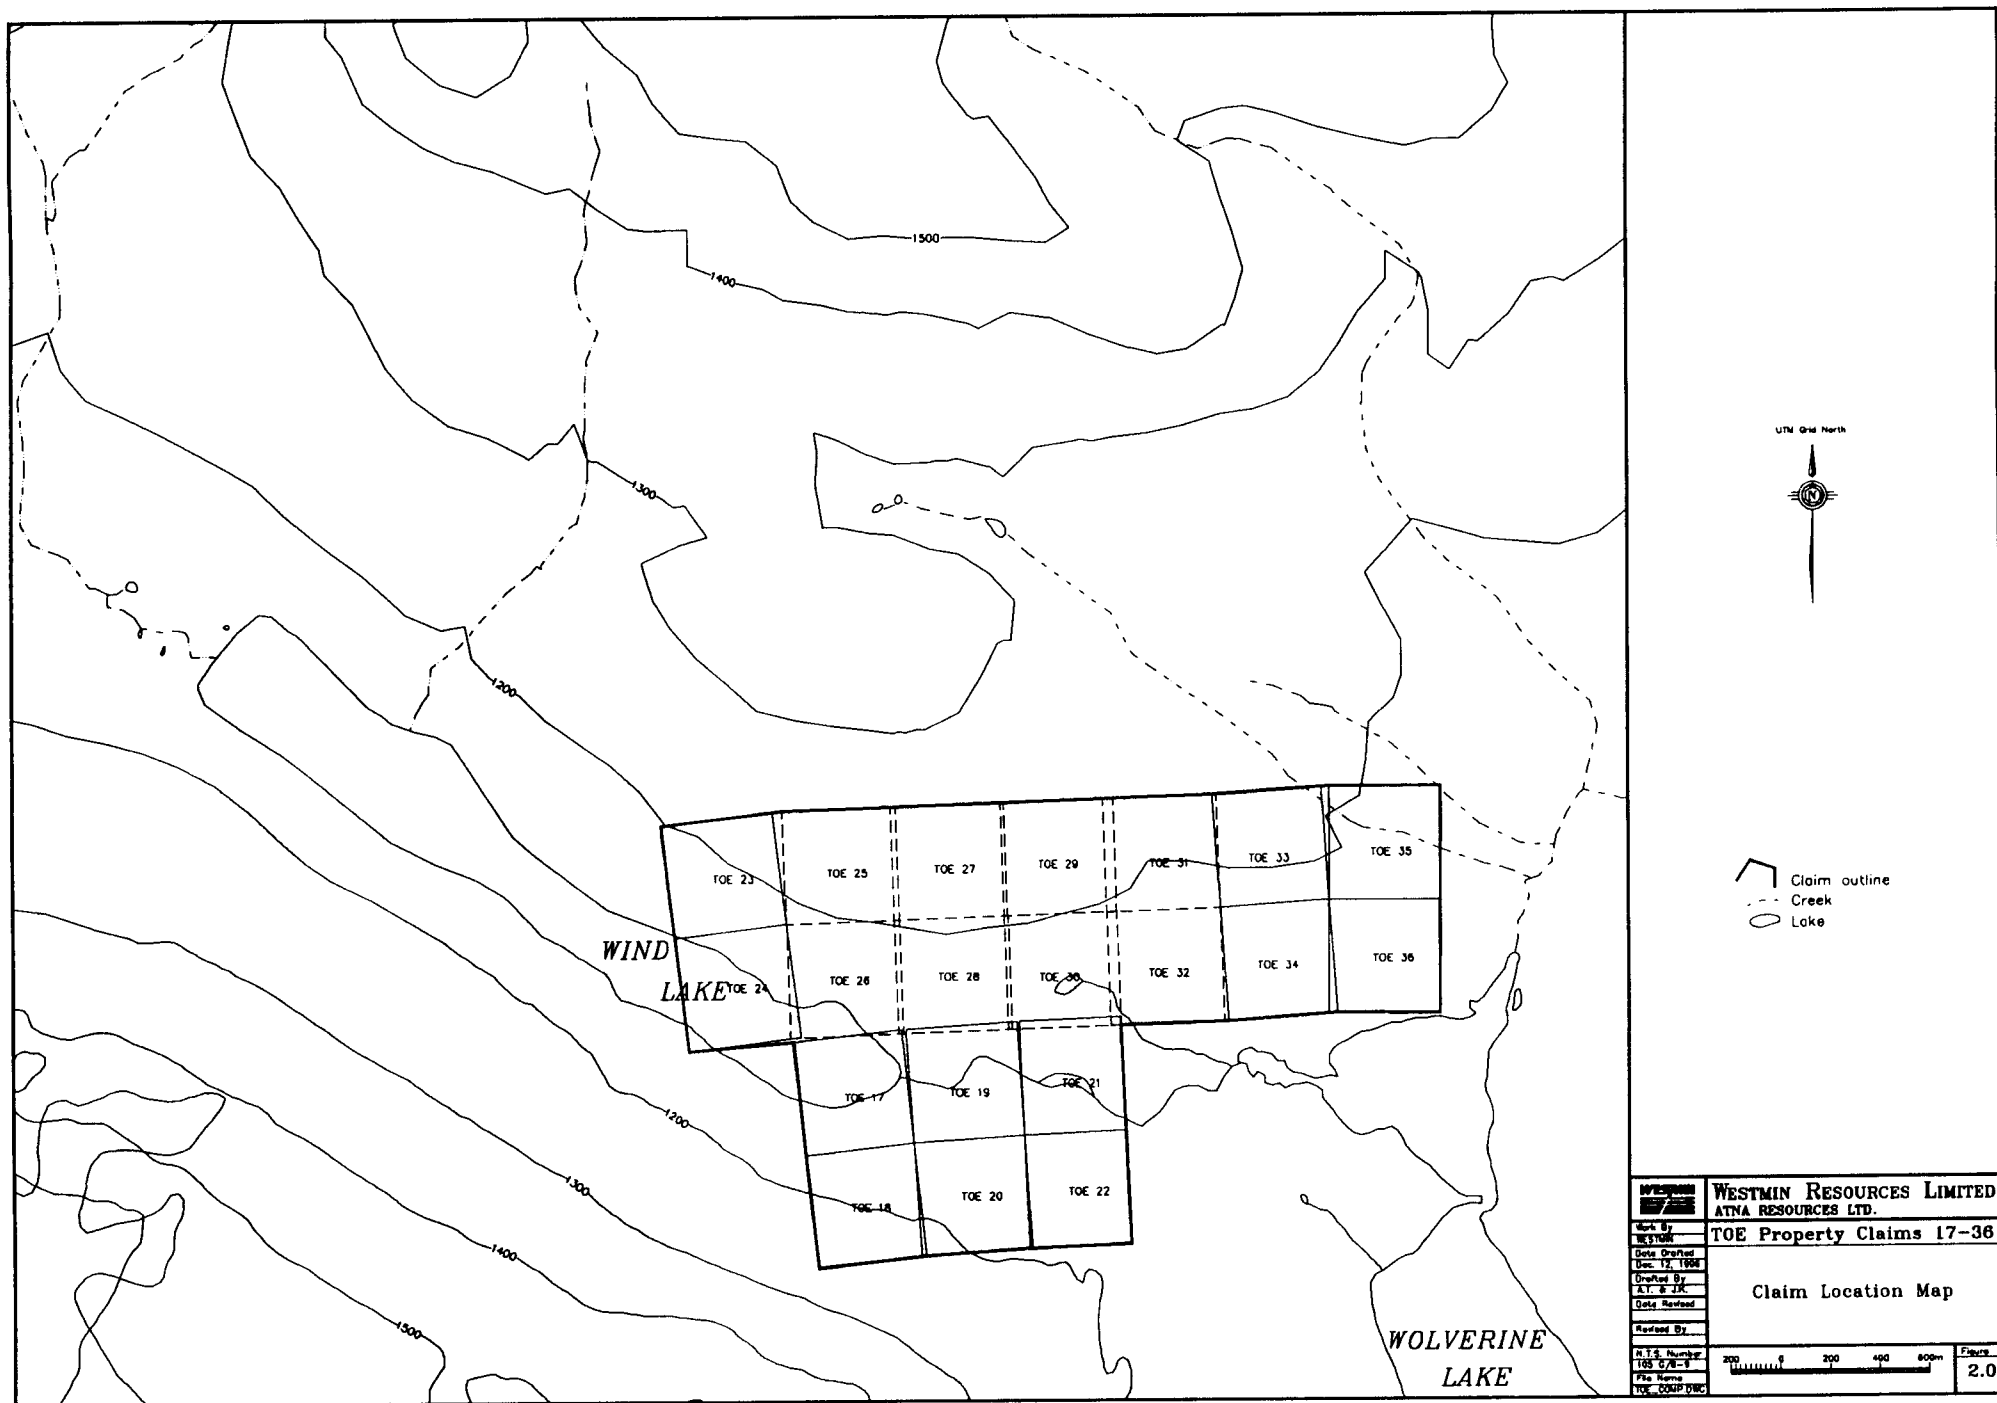 1500
1400
UTM Grid North
N
1300
1200
TOE 23
TOE 25
TOE 27
TOE 29
TOE 31
TOE 33
TOE 35
Claim outline
Creek
Lake
WIND
LAKE
TOE 24
TOE 26
TOE 28
TOE 30
TOE 32
TOE 34
TOE 36
TOE 17
TOE 19
TOE 21
1200
TOE 18
TOE 20
TOE 22
1300
1400
1500
WOLVERINE
LAKE
WESTMIN
WESTMIN RESOURCES LIMITED
ATNA RESOURCES LTD.
Work By
WESTMIN
TOE Property Claims 17-36
Date Drafted
Dec. 12, 1996
Drafted By
A.T. & J.K.
Date Revised
Revised By
Claim Location Map
N.T.S. Number
File Name
200 0 200 400 600m
Figure
2.0